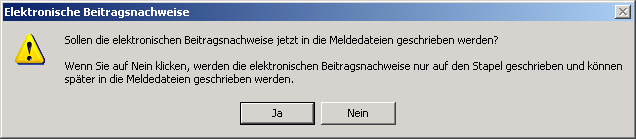 Elektronische Beitragsnachweise
Sollen die elektronischen Beitragsnachweise jetzt in die Meldedateien geschrieben werden?
Wenn Sie auf Nein klicken, werden die elektronischen Beitragsnachweise nur auf den Stapel geschrieben und können
später in die Meldedateien geschrieben werden.
Ja
Nein